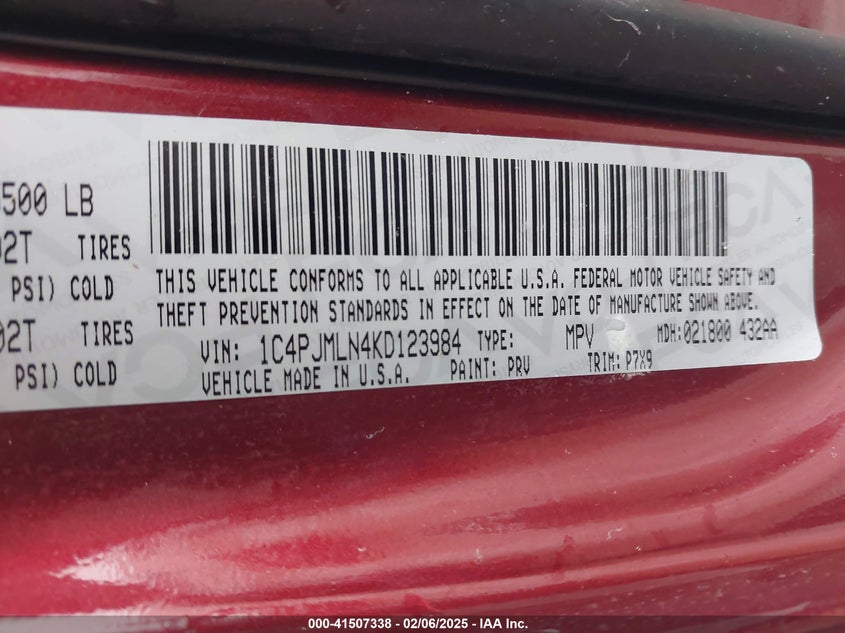 500 LB
02T TIRES
PSI) COLD
02T TIRES
PSI) COLD
THIS VEHICLE CONFORMS TO ALL APPLICABLE U.S.A. FEDERAL MOTOR VEHICLE SAFETY AND
THEFT PREVENTION STANDARDS IN EFFECT ON THE DATE OF MANUFACTURE SHOWN ABOVE.
VIN: 1C4PJMLN4KD123984 TYPE: MPV MDH:021800 432AA
VEHICLE MADE IN U.S.A. PAINT: PRV TRIM: P7X9
000-41507338 - 02/06/2025 - IAA Inc.